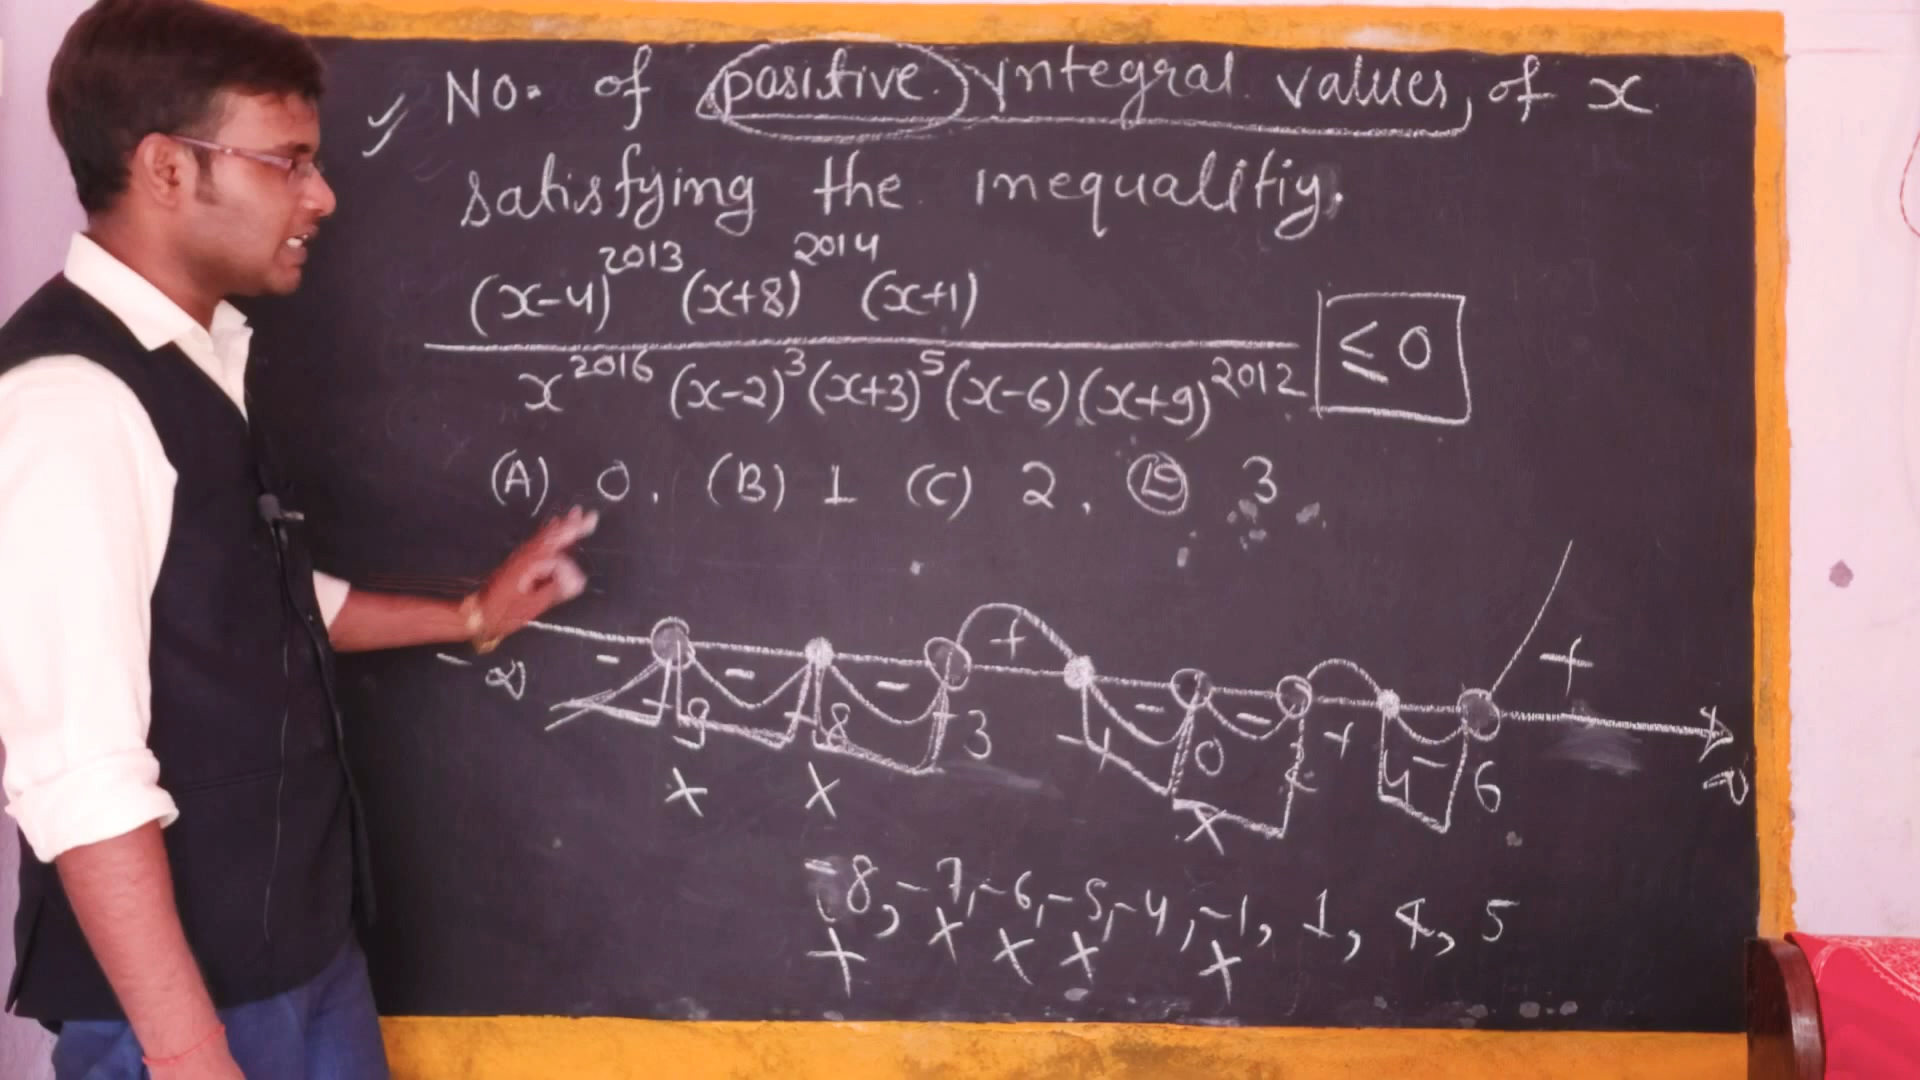 No. of positive integral values, of x
satisfying the inequalitiy.
(x-4)^2013 (x+8)^2014 (x+1)
x^2016 (x-2)^3 (x+3)^5 (x-6) (x+9)^2012 ≤ 0
(A) 0. (B) 1 (C) 2, (D) 3
- - - + - - + - +
-∞ -9 -8 -3 -1 0 2 4 6 ∞
x x x
-8, -7, -6, -5, -4, -1, 1, 4, 5
x x x x x